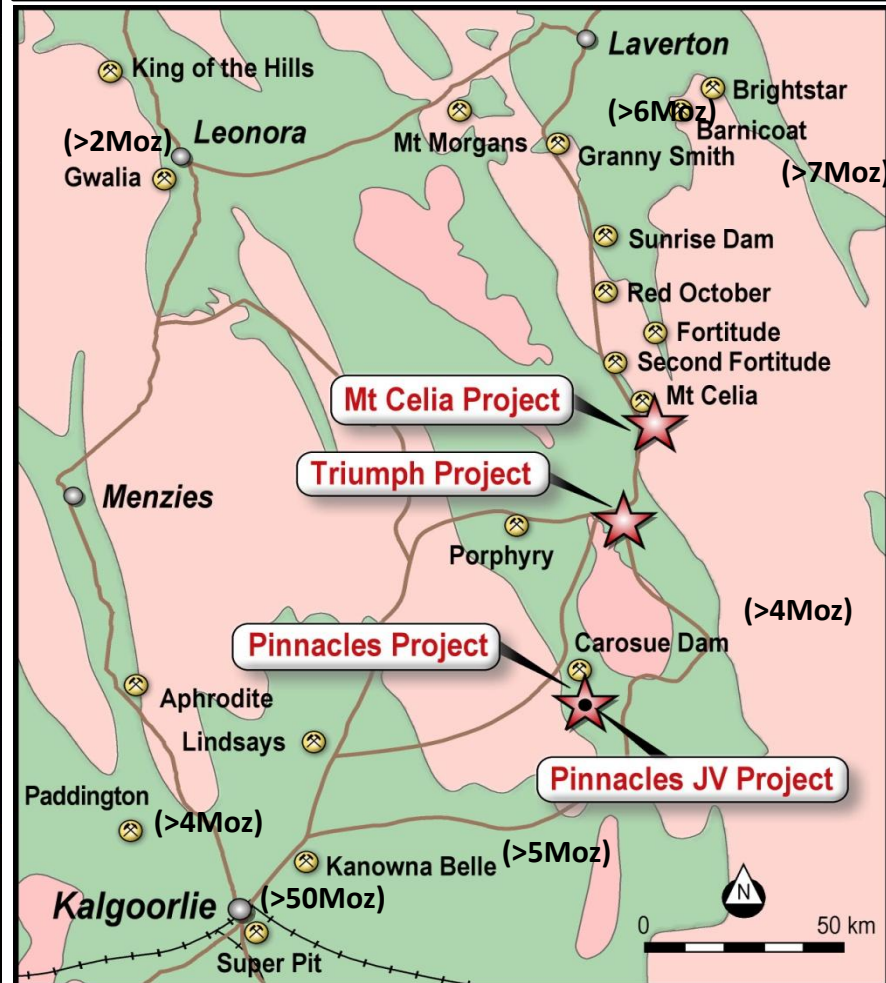 Laverton
King of the Hills
Brightstar
(>6Moz)
Barnicoat
Mt Morgans
(>2Moz)
Leonora
Granny Smith
Gwalia
(>7Moz)
Sunrise Dam
Red October
Fortitude
Second Fortitude
Mt Celia
Mt Celia Project
Triumph Project
Menzies
Porphyry
(>4Moz)
Pinnacles Project
Carosue Dam
Aphrodite
Lindsays
Pinnacles JV Project
Paddington
(>4Moz)
Kanowna Belle
(>5Moz)
Kalgoorlie
(>50Moz)
Super Pit
N
0
50 km